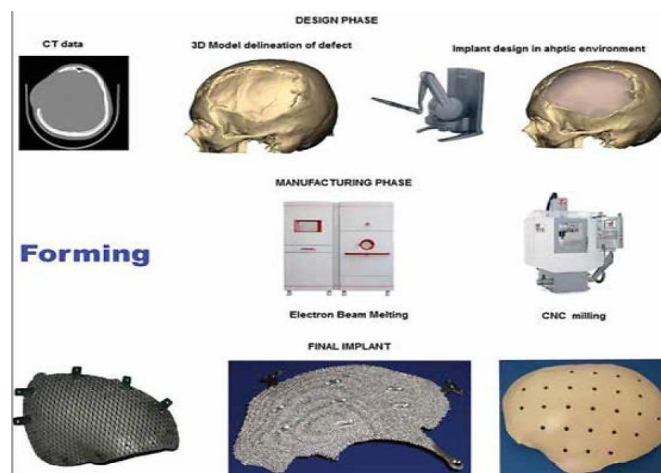 DESIGN PHASE
CT data
3D Model delineation of defect
Implant design in ahptic environment
MANUFACTURING PHASE
Forming
Electron Beam Melting
CNC milling
FINAL IMPLANT